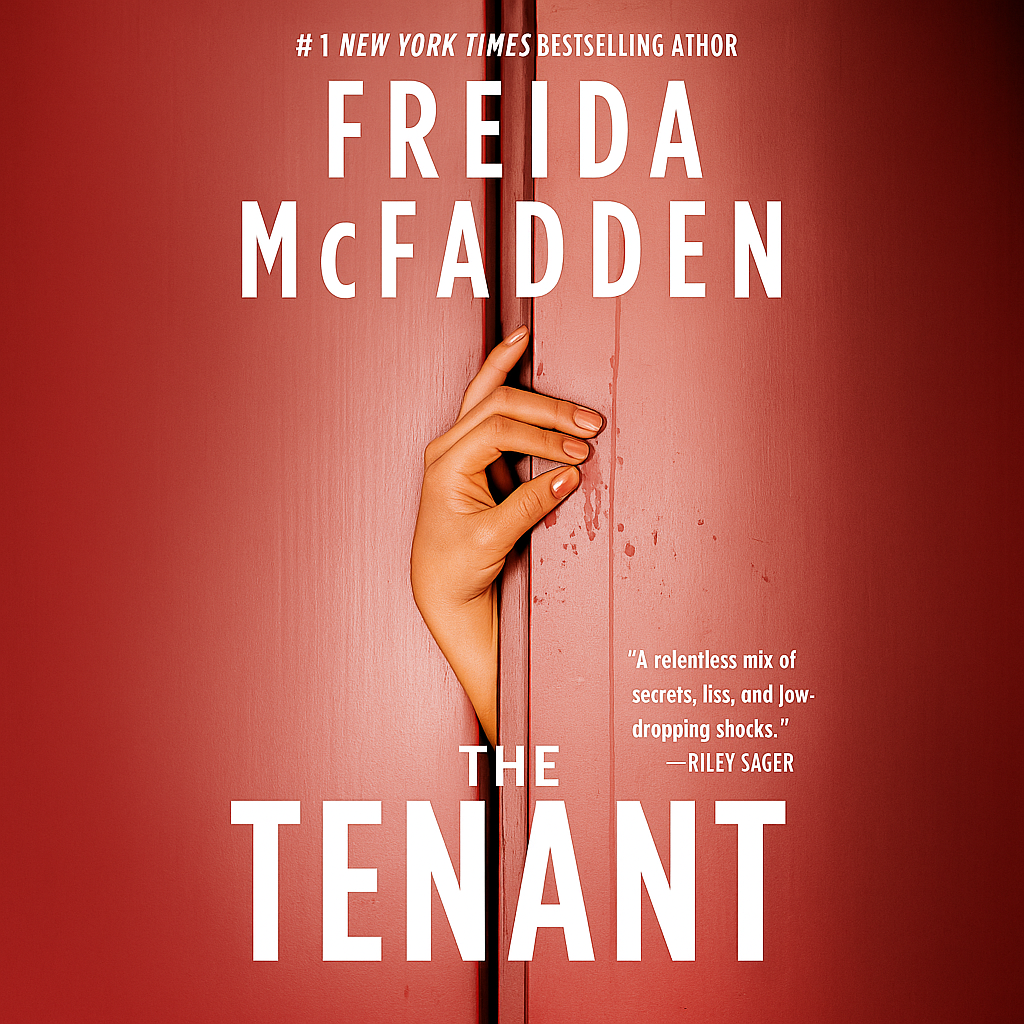 #1 NEW YORK TIMES BESTSELLING ATHOR
FREIDA
McFADDEN
“A relentless mix of
secrets, liss, and Jow-
dropping shocks.”
—RILEY SAGER
THE
TENANT